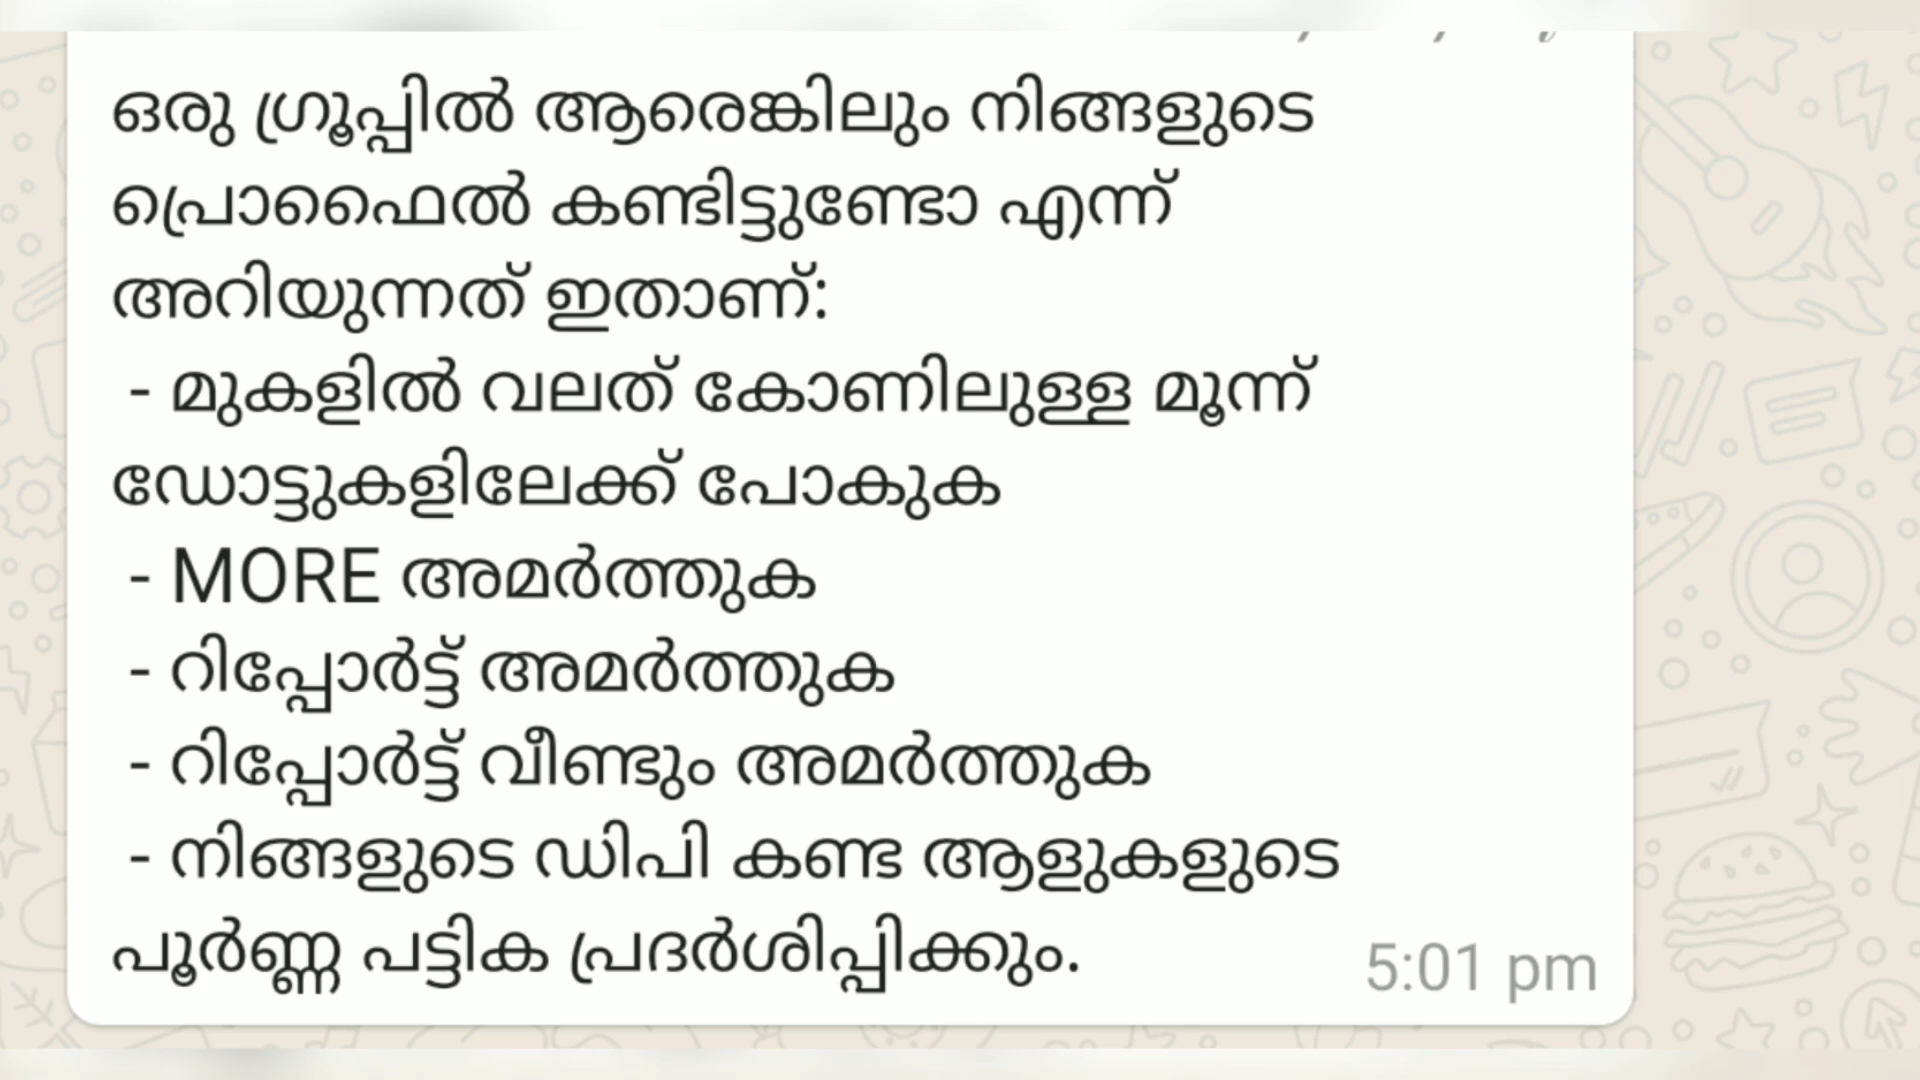 ഒരു ഗ്രൂപ്പിൽ ആരെങ്കിലും നിങ്ങളുടെ
പ്രൊഫൈൽ കണ്ടിട്ടുണ്ടോ എന്ന്
അറിയുന്നത് ഇതാണ്:
- മുകളിൽ വലത് കോണിലുള്ള മൂന്ന്
ഡോട്ടുകളിലേക്ക് പോകുക
- MORE അമർത്തുക
- റിപ്പോർട്ട് അമർത്തുക
- റിപ്പോർട്ട് വീണ്ടും അമർത്തുക
- നിങ്ങളുടെ ഡിപി കണ്ട ആളുകളുടെ
പൂർണ്ണ പട്ടിക പ്രദർശിപ്പിക്കും.
5:01 pm